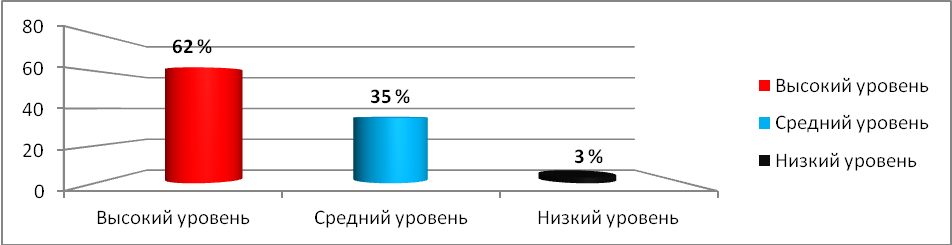 80
60
40
20
0
62 %
35 %
3 %
Высокий уровень
Средний уровень
Низкий уровень
Высокий уровень
Средний уровень
Низкий уровень